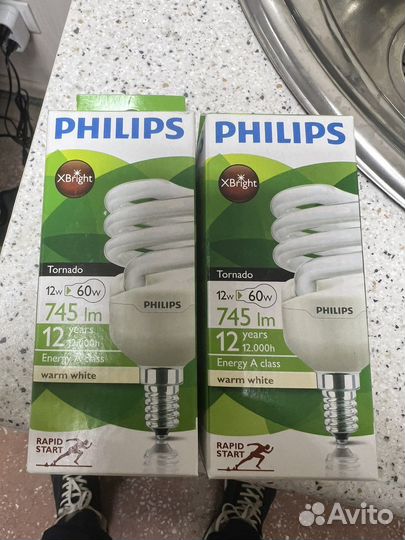 PHILIPS
XBright
Tornado
12w 60w
745 lm
12 years
12.000h
Energy A class
warm white
RAPID
START
PHILIPS
PHILIPS
XBright
Tornado
12w 60w
745 lm
12 years
12.000h
Energy A class
warm white
RAPID
START
PHILIPS
Avito